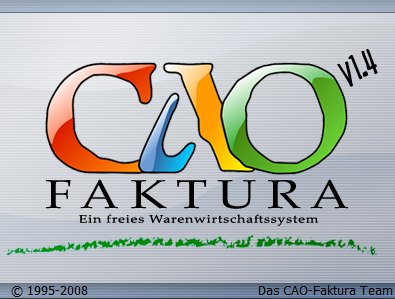 CAO
v1.4
FAKTURA
Ein freies Warenwirtschaftssystem
© 1995-2008
Das CAO-Faktura Team